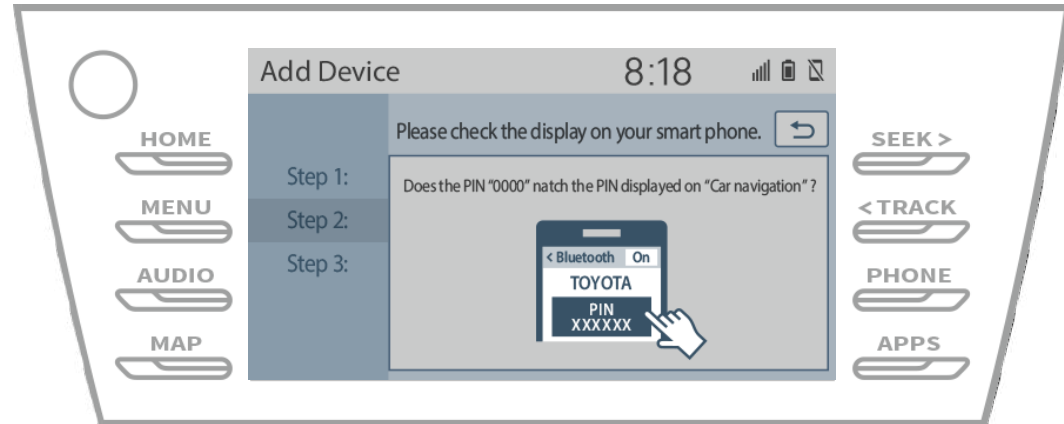 Add Device 8:18
HOME
MENU
AUDIO
MAP
Please check the display on your smart phone.
Step 1:
Step 2:
Step 3:
Does the PIN "0000" natch the PIN displayed on "Car navigation" ?
< Bluetooth On
TOYOTA
PIN
XXXXXX
SEEK >
< TRACK
PHONE
APPS